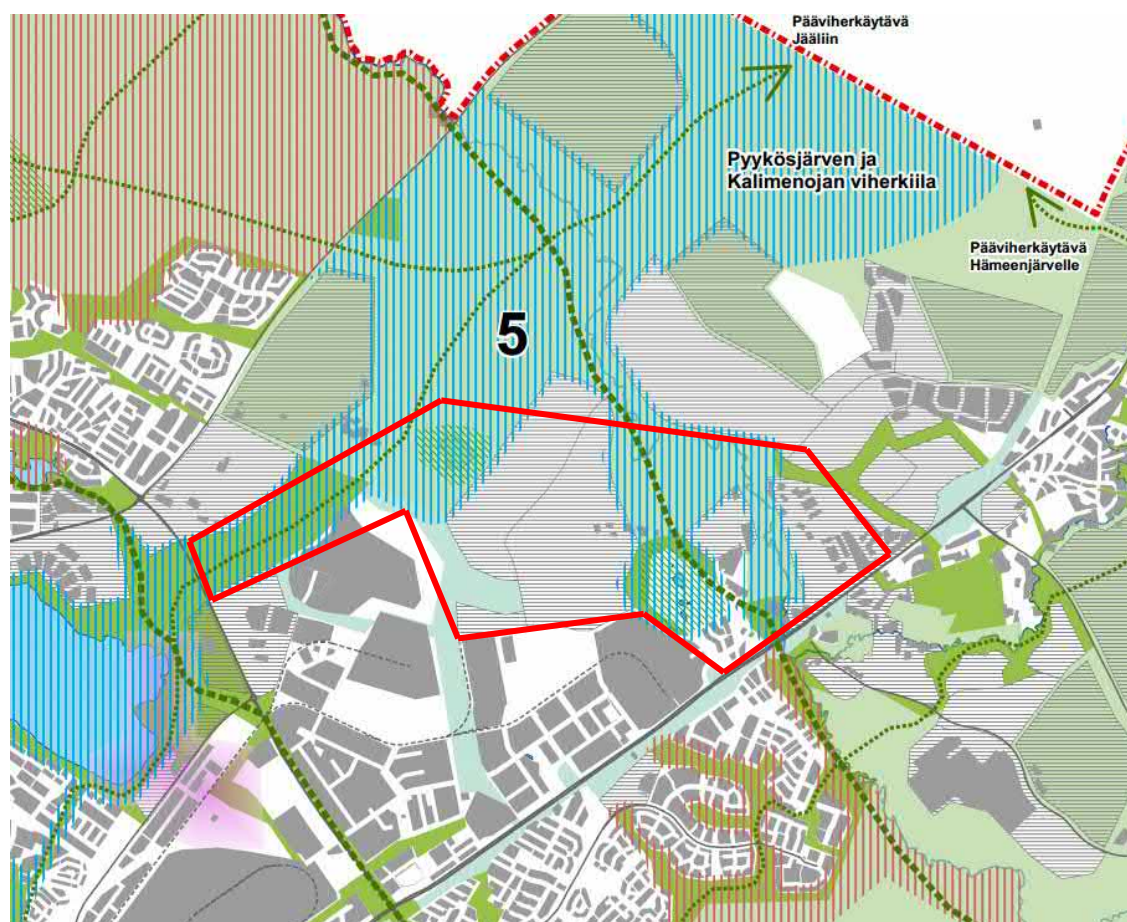 Pääviherkäytävä
Jääliin
Pyykösjärven ja
Kalimenojan viherkiila
Pääviherkäytävä
Hämeenjärvelle
5